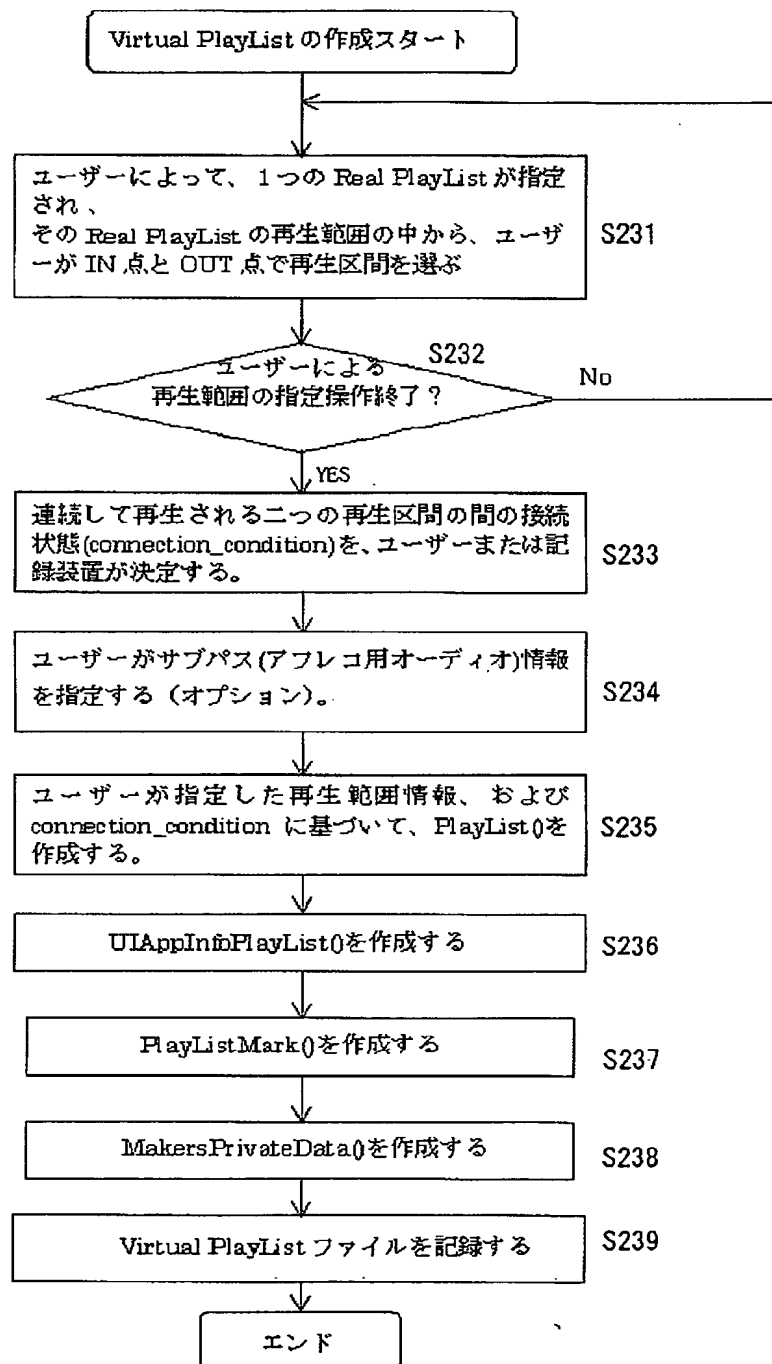 Virtual PlayList の作成スタート
ユーザーによって、１つの Real PlayList が指定
され、
その Real PlayList の再生範囲の中から、ユーザ
ーが IN 点と OUT 点で再生区間を選ぶ
S231
S232
ユーザーによる
再生範囲の指定操作終了？
No
YES
連続して再生される二つの再生区間の間の接続
状態(connection_condition)を、ユーザーまたは記
録装置が決定する。
S233
ユーザーがサブパス(アフレコ用オーディオ)情報
を指定する（オプション）。
S234
ユーザーが指定した再生範囲情報、および
connection_condition に基づいて、PlayList()を
作成する。
S235
UIAppInfoPlayList()を作成する
S236
PlayListMark()を作成する
S237
MakersPrivateData()を作成する
S238
Virtual PlayList ファイルを記録する
S239
エンド